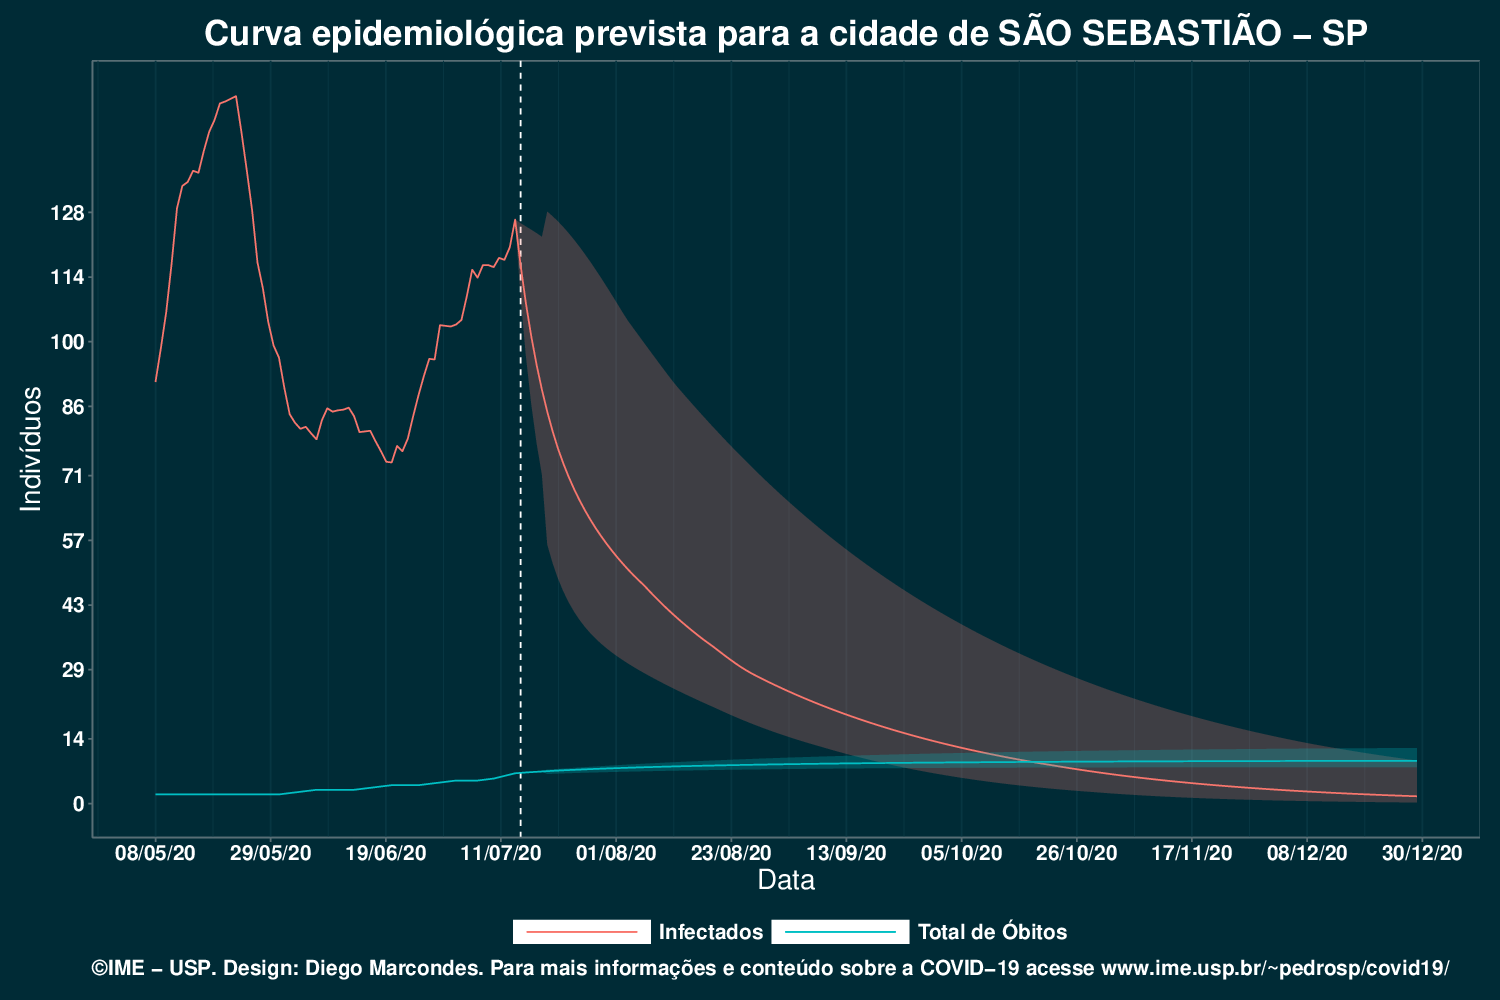 Curva epidemiológica prevista para a cidade de SÃO SEBASTIÃO – SP
Indivíduos
128
114
100
86
71
57
43
29
14
0
08/05/20 29/05/20 19/06/20 11/07/20 01/08/20 23/08/20 13/09/20 05/10/20 26/10/20 17/11/20 08/12/20 30/12/20
Data
Infectados Total de Óbitos
©IME – USP. Design: Diego Marcondes. Para mais informações e conteúdo sobre a COVID–19 acesse www.ime.usp.br/~pedrosp/covid19/